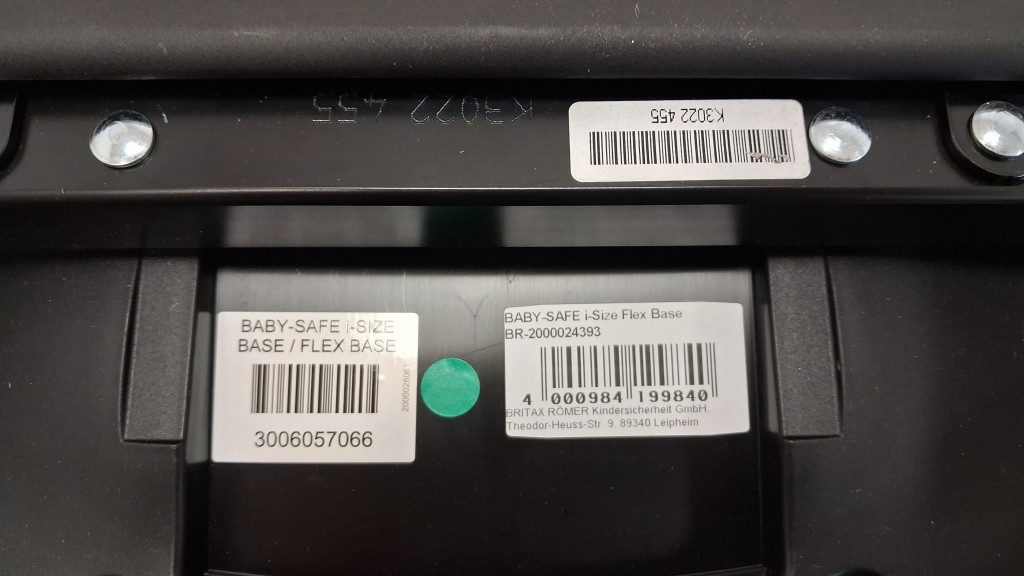 K3022 455
K3022 455
BABY-SAFE i-SIZE
BASE / FLEX BASE
2000026061
3006057066
BABY-SAFE i-Size Flex Base
BR-2000024393
4 000984 199840
BRITAX RÖMER Kindersicherheit GmbH,
Theodor-Heuss-Str. 9, 89340 Leipheim